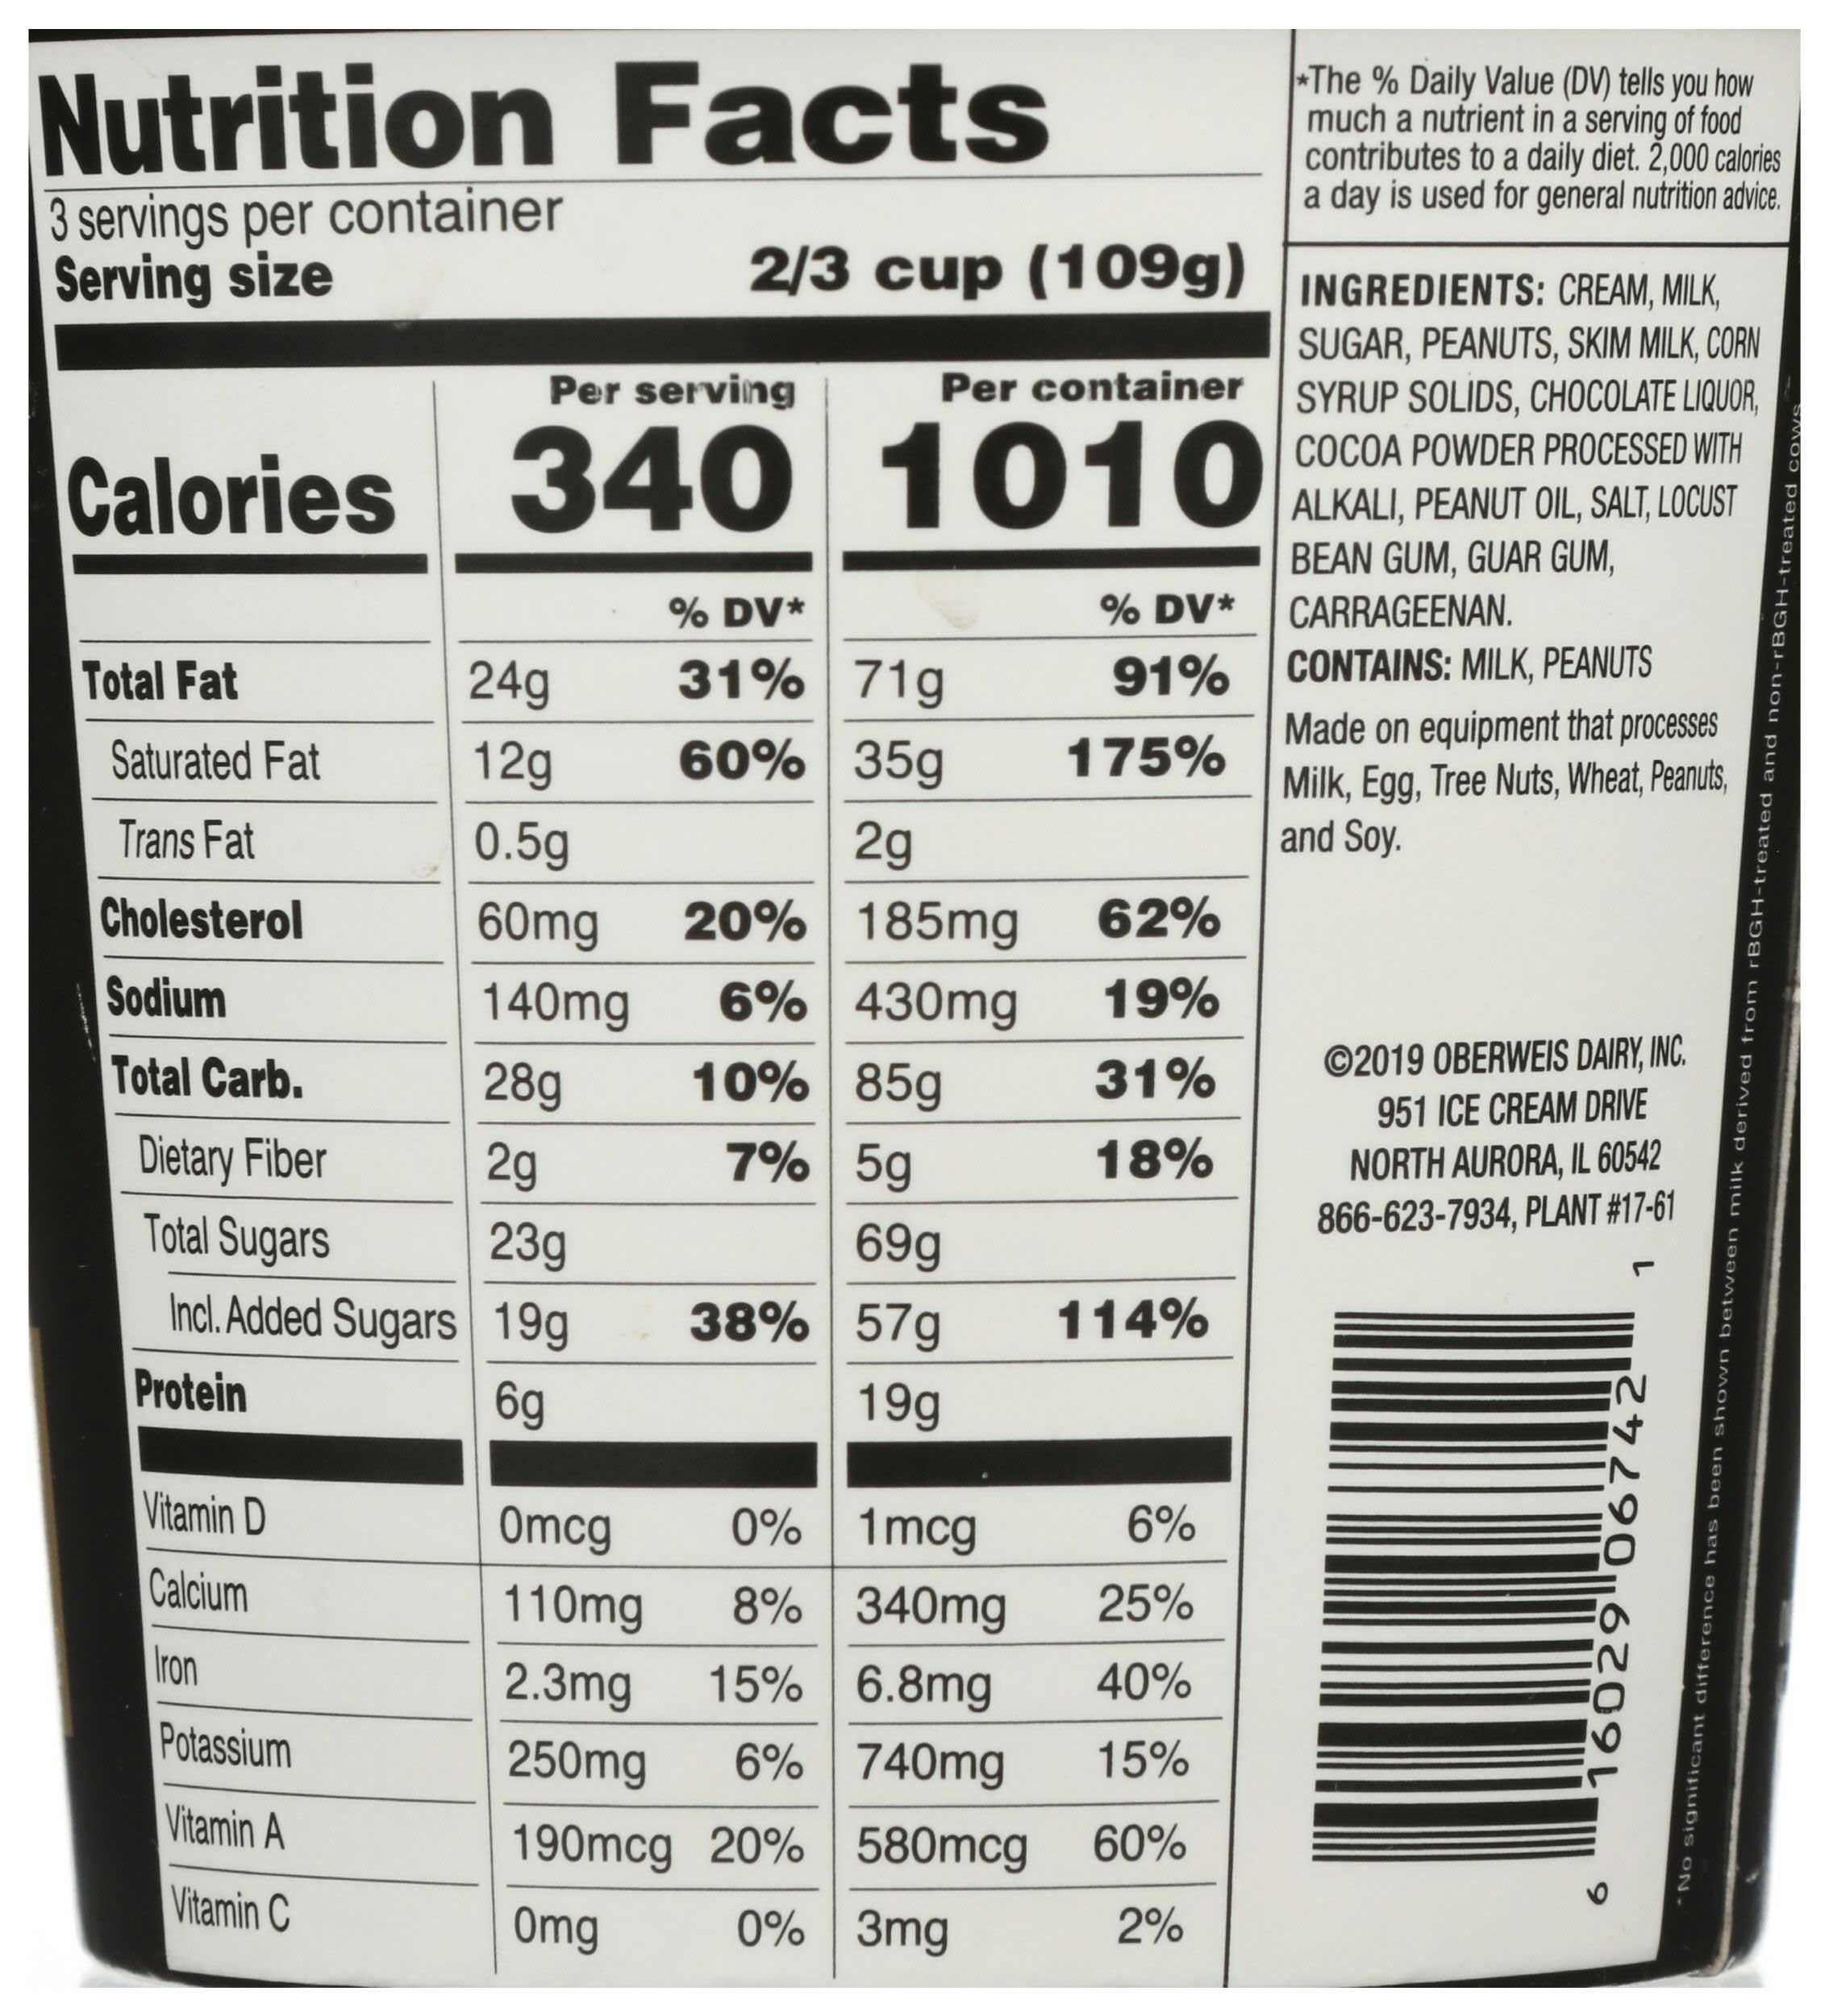 Nutrition Facts
3 servings per container
Serving size 2/3 cup (109g)
Per serving Per container
Calories 340 1010
% DV* % DV*
Total Fat 24g 31% 71g 91%
Saturated Fat 12g 60% 35g 175%
Trans Fat 0.5g 2g
Cholesterol 60mg 20% 185mg 62%
Sodium 140mg 6% 430mg 19%
Total Carb. 28g 10% 85g 31%
Dietary Fiber 2g 7% 5g 18%
Total Sugars 23g 69g
Incl. Added Sugars 19g 38% 57g 114%
Protein 6g 19g
Vitamin D 0mcg 0% 1mcg 6%
Calcium 110mg 8% 340mg 25%
Iron 2.3mg 15% 6.8mg 40%
Potassium 250mg 6% 740mg 15%
Vitamin A 190mcg 20% 580mcg 60%
Vitamin C 0mg 0% 3mg 2%
*The % Daily Value (DV) tells you how
much a nutrient in a serving of food
contributes to a daily diet. 2,000 calories
a day is used for general nutrition advice.
INGREDIENTS: CREAM, MILK,
SUGAR, PEANUTS, SKIM MILK, CORN
SYRUP SOLIDS, CHOCOLATE LIQUOR,
COCOA POWDER PROCESSED WITH
ALKALI, PEANUT OIL, SALT, LOCUST
BEAN GUM, GUAR GUM,
CARRAGEENAN.
CONTAINS: MILK, PEANUTS
Made on equipment that processes
Milk, Egg, Tree Nuts, Wheat, Peanuts,
and Soy.
©2019 OBERWEIS DAIRY, INC.
951 ICE CREAM DRIVE
NORTH AURORA, IL 60542
866-623-7934, PLANT #17-61
6 16029 06742 1
*No significant difference has been shown between milk derived from rBGH-treated and non-rBGH-treated cows